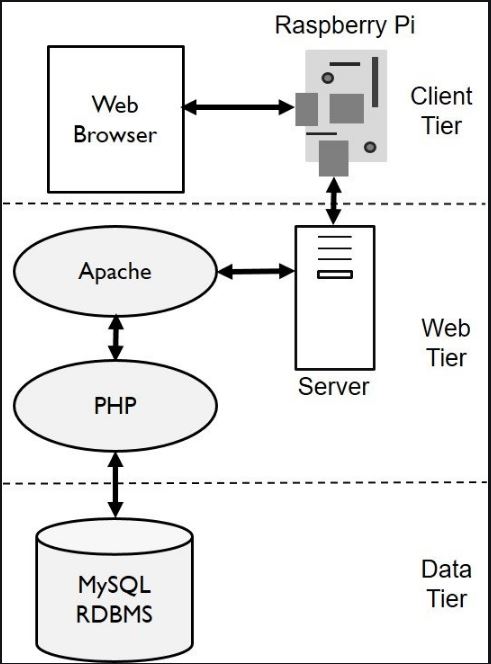 Raspberry Pi
Web
Browser
Client
Tier
Apache
Web
Tier
Server
PHP
MySQL
RDBMS
Data
Tier